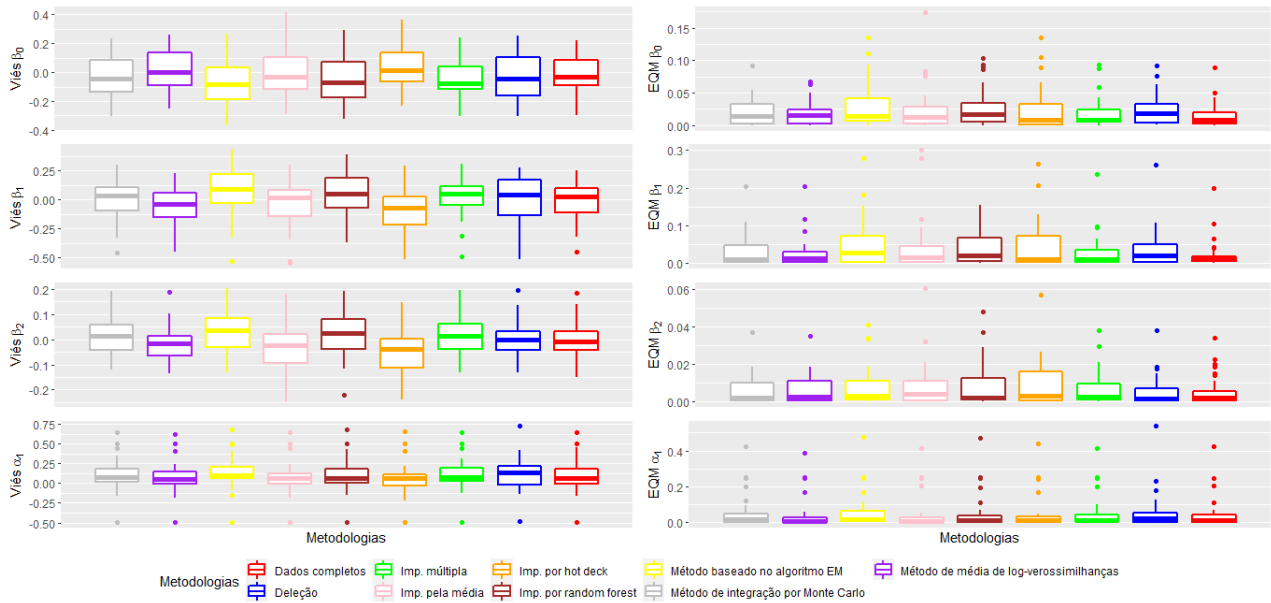 0.4
0.2
0.0
-0.2
-0.4
Viés β0
0.25
0.00
-0.25
-0.50
Viés β1
0.2
0.1
0.0
-0.1
-0.2
Viés β2
0.75
0.50
0.25
0.00
-0.25
-0.50
Viés α1
Metodologias
0.15
0.10
0.05
0.00
EQM β0
0.3
0.2
0.1
0.0
EQM β1
0.06
0.04
0.02
0.00
EQM β2
0.4
0.2
0.0
EQM α1
Metodologias
Metodologias
Dados completos
Imp. múltipla
Imp. por hot deck
Método baseado no algoritmo EM
Método de média de log-verossimilhanças
Deleção
Imp. pela média
Imp. por random forest
Método de integração por Monte Carlo